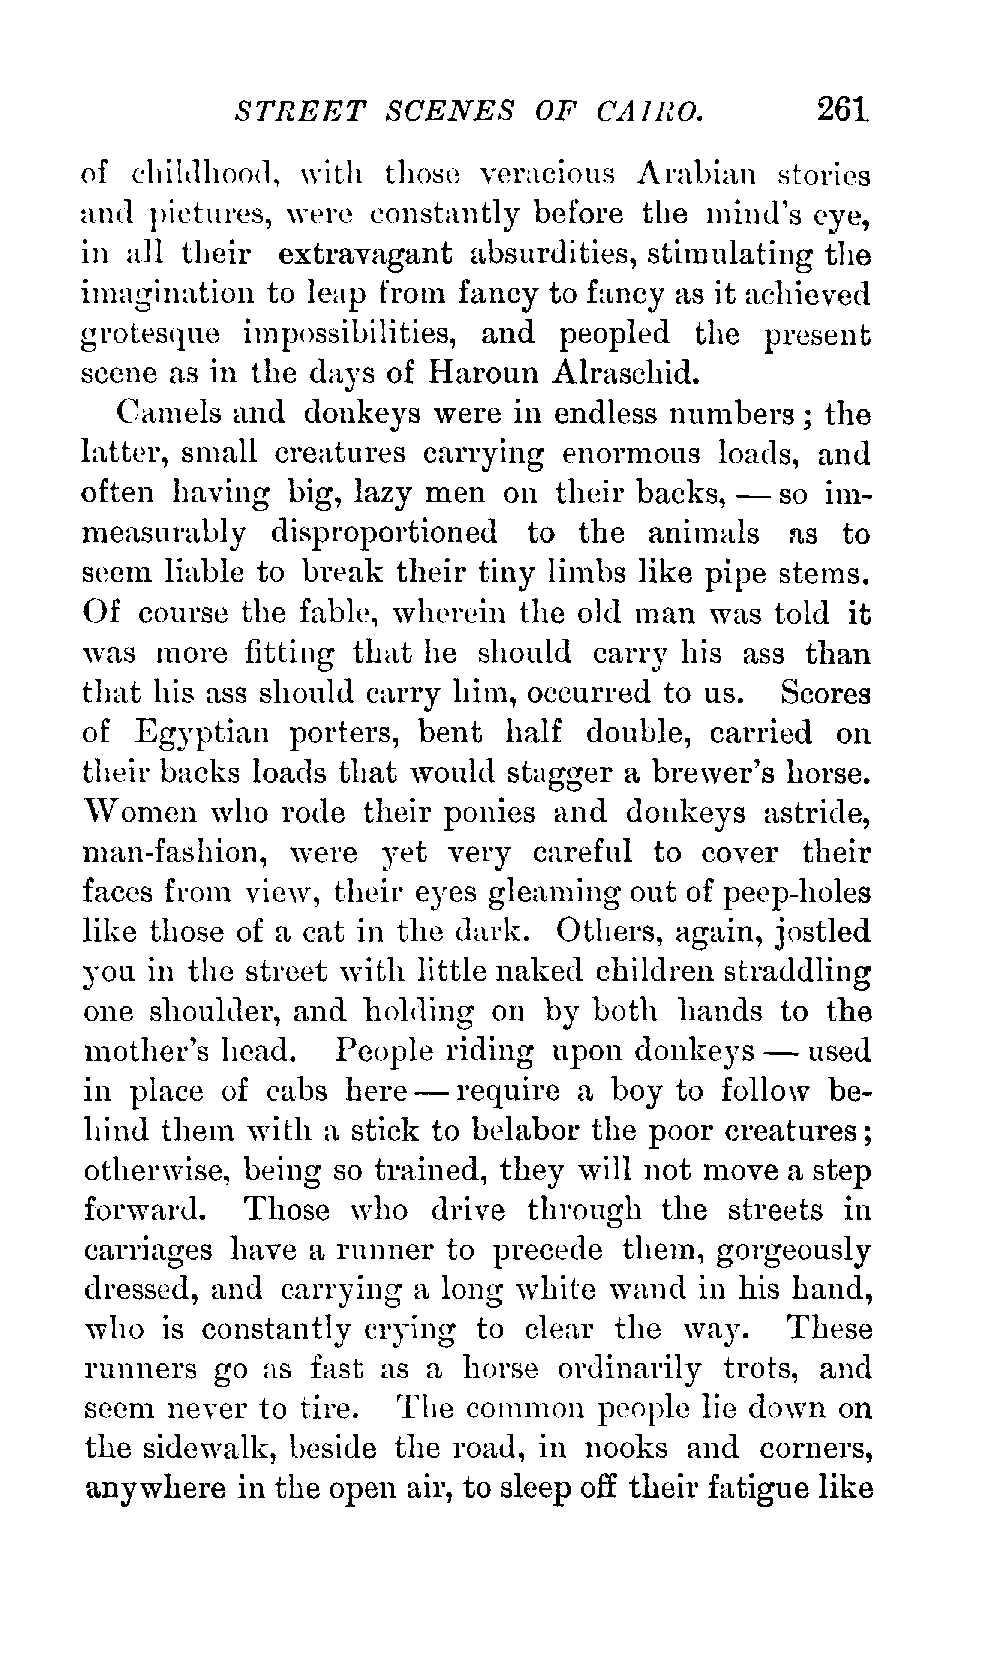 STREET SCENES OF CAIRO. 261
of childhood, with those veracious Arabian stories
and pictures, were constantly before the mind's eye,
in all their extravagant absurdities, stimulating the
imagination to leap from fancy to fancy as it achieved
grotesque impossibilities, and peopled the present
scene as in the days of Haroun Alraschid.
Camels and donkeys were in endless numbers; the
latter, small creatures carrying enormous loads, and
often having big, lazy men on their backs, — so im-
measurably disproportioned to the animals as to
seem liable to break their tiny limbs like pipe stems.
Of course the fable, wherein the old man was told it
was more fitting that he should carry his ass than
that his ass should carry him, occurred to us. Scores
of Egyptian porters, bent half double, carried on
their backs loads that would stagger a brewer's horse.
Women who rode their ponies and donkeys astride,
man-fashion, were yet very careful to cover their
faces from view, their eyes gleaming out of peep-holes
like those of a cat in the dark. Others, again, jostled
you in the street with little naked children straddling
one shoulder, and holding on by both hands to the
mother's head. People riding upon donkeys — used
in place of cabs here — require a boy to follow be-
hind them with a stick to belabor the poor creatures;
otherwise, being so trained, they will not move a step
forward. Those who drive through the streets in
carriages have a runner to precede them, gorgeously
dressed, and carrying a long white wand in his hand,
who is constantly crying to clear the way. These
runners go as fast as a horse ordinarily trots, and
seem never to tire. The common people lie down on
the sidewalk, beside the road, in nooks and corners,
anywhere in the open air, to sleep off their fatigue like